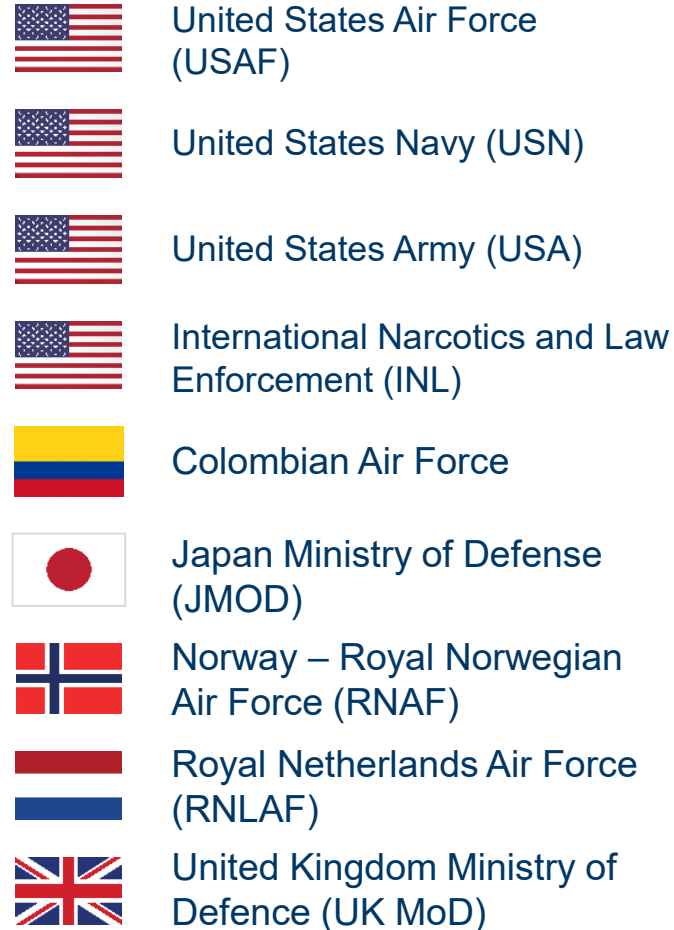 United States Air Force
(USAF)
United States Navy (USN)
United States Army (USA)
International Narcotics and Law
Enforcement (INL)
Colombian Air Force
Japan Ministry of Defense
(JMOD)
Norway – Royal Norwegian
Air Force (RNAF)
Royal Netherlands Air Force
(RNLAF)
United Kingdom Ministry of
Defence (UK MoD)